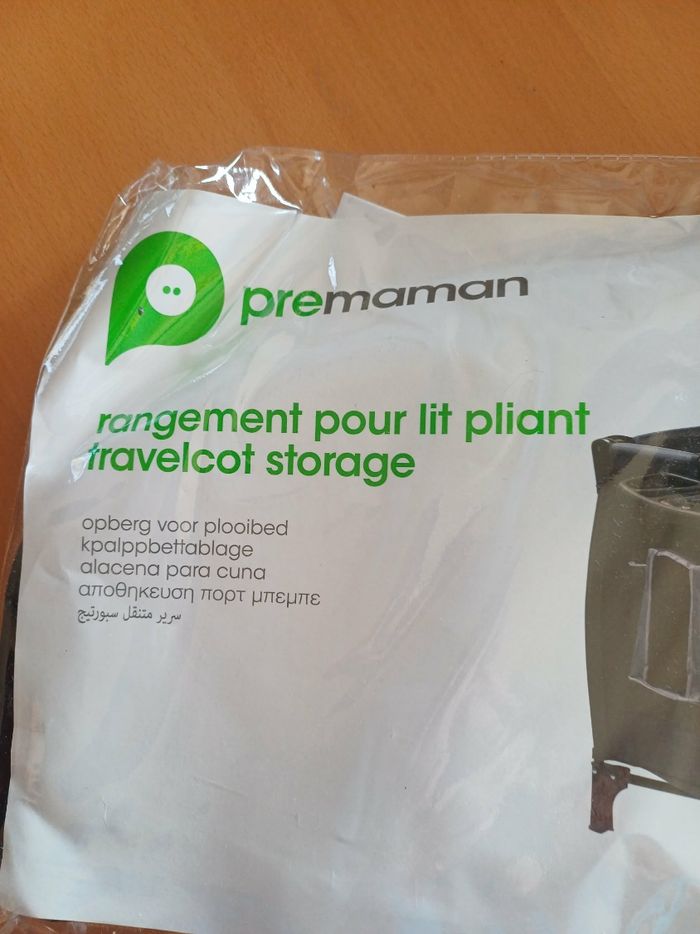 premaman
rangement pour lit pliant
travelcot storage
opberg voor plooibed
kpalppbettablage
alacena para cuna
αποθηκευση πορτ μπεμπε
سرير متنقل سبورتيج